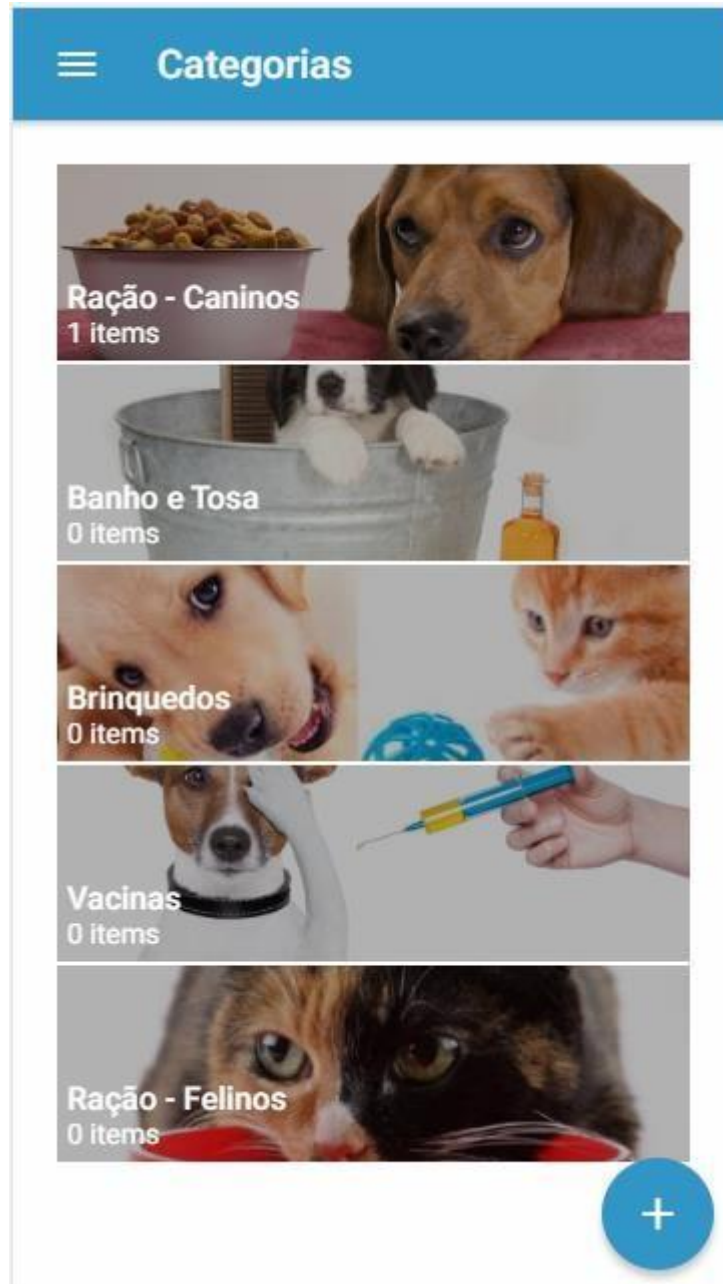 Categorias
Ração - Caninos
1 items
Banho e Tosa
0 items
Brinquedos
0 items
Vacinas
0 items
Ração - Felinos
0 items